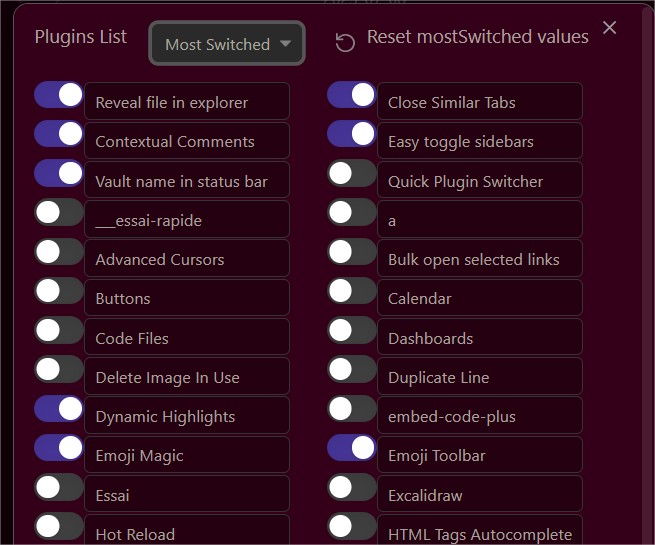 Plugins List
Most Switched
Reset mostSwitched values
Reveal file in explorer
Close Similar Tabs
Contextual Comments
Easy toggle sidebars
Vault name in status bar
Quick Plugin Switcher
___essai-rapide
a
Advanced Cursors
Bulk open selected links
Buttons
Calendar
Code Files
Dashboards
Delete Image In Use
Duplicate Line
Dynamic Highlights
embed-code-plus
Emoji Magic
Emoji Toolbar
Essai
Excalidraw
Hot Reload
HTML Tags Autocomplete